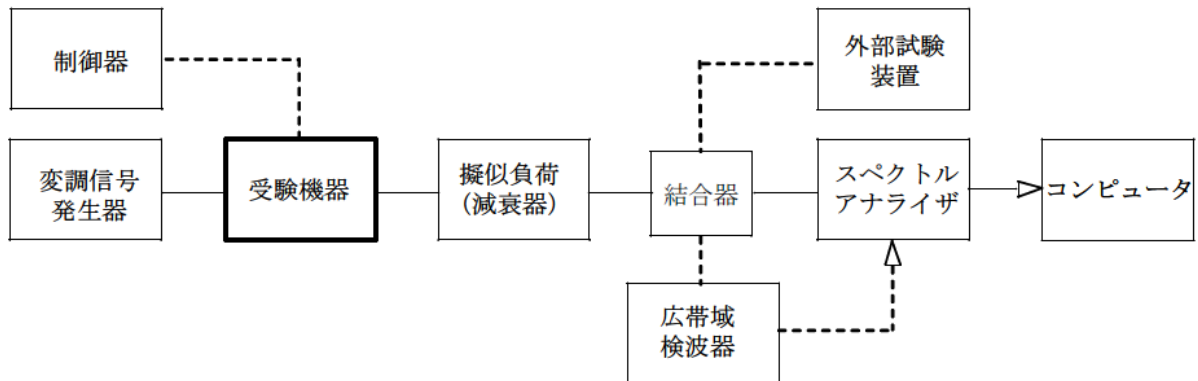 制御器
外部試験
装置
変調信号
発生器
受験機器
擬似負荷
(減衰器)
結合器
スペクトル
アナライザ
コンピュータ
広帯域
検波器